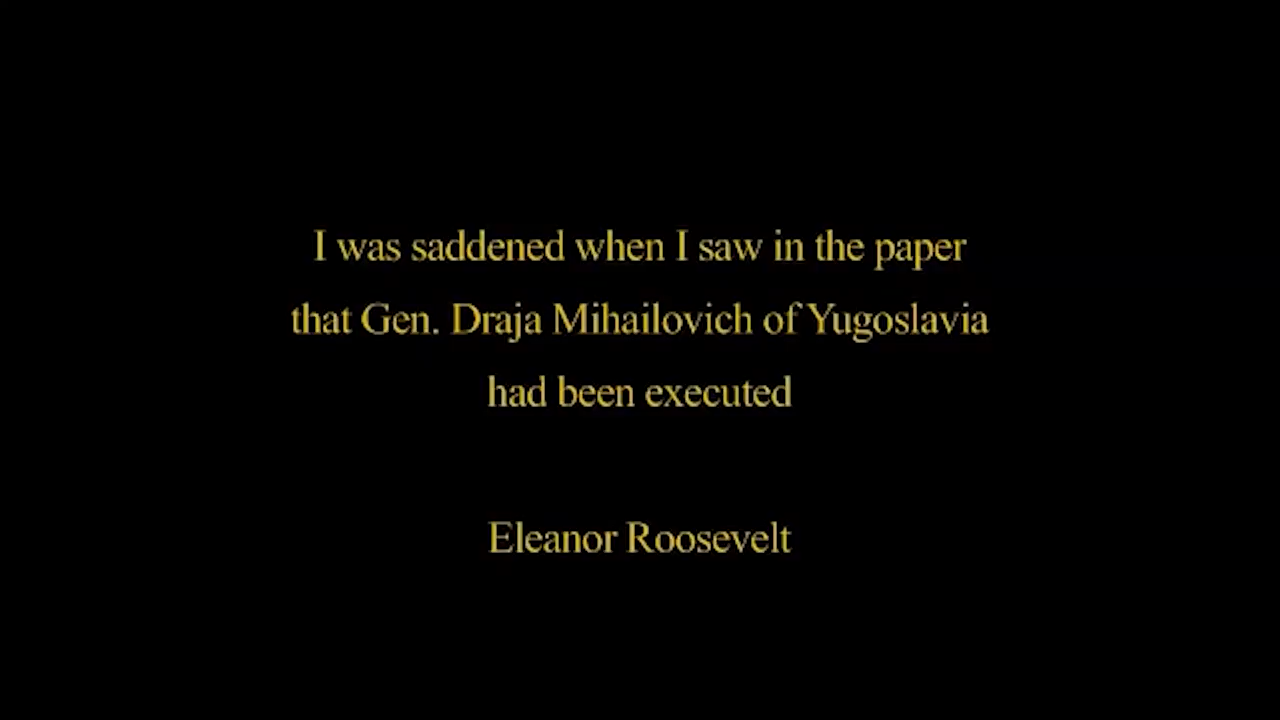 I was saddened when I saw in the paper
that Gen. Draja Mihailovich of Yugoslavia
had been executed
Eleanor Roosevelt